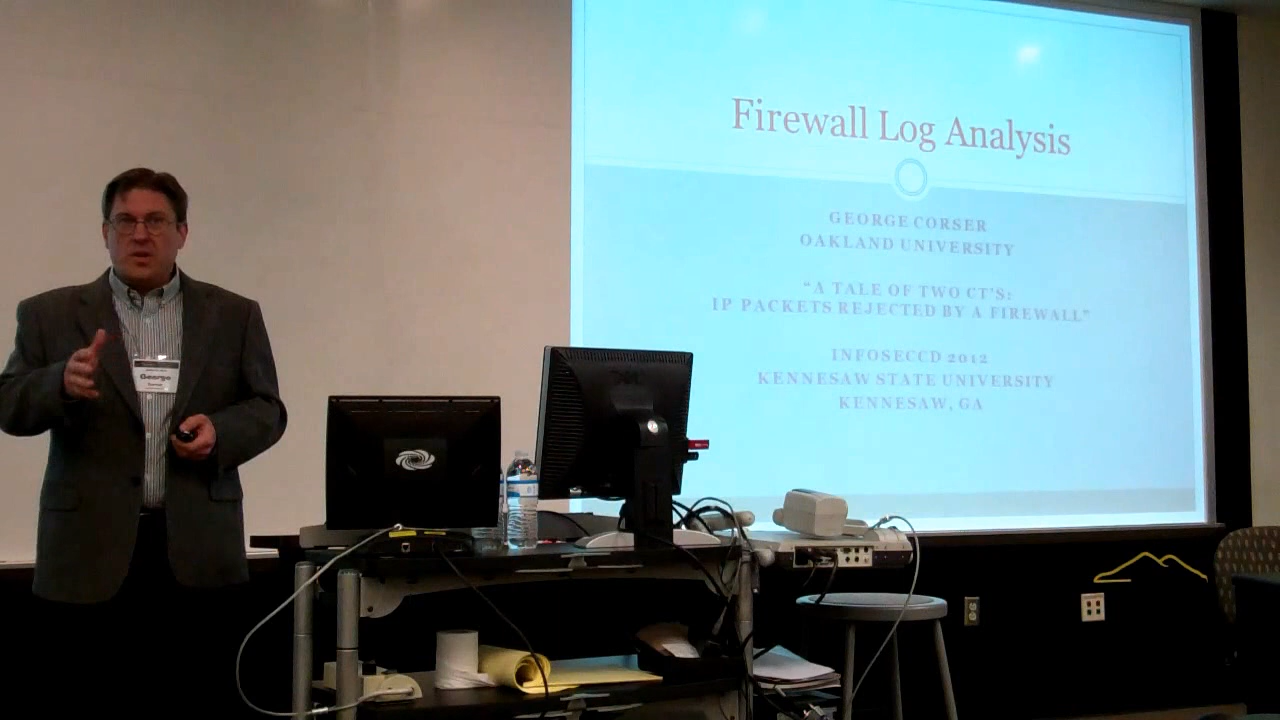 Firewall Log Analysis
GEORGE CORSER
OAKLAND UNIVERSITY
“A TALE OF TWO CT’S:
IP PACKETS REJECTED BY A FIREWALL”
INFOSECCD 2012
KENNESAW STATE UNIVERSITY
KENNESAW, GA
George